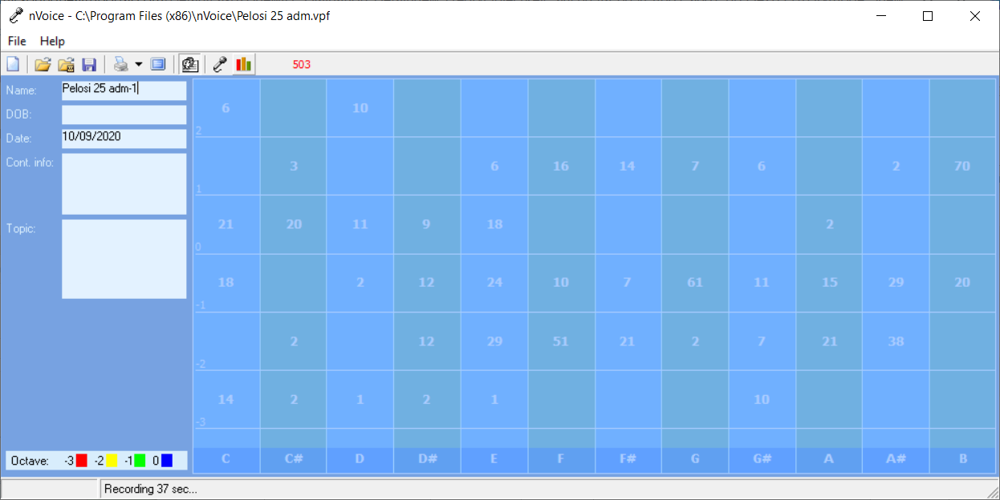 nVoice - C:\Program Files (x86)\nVoice\Pelosi 25 adm.vpf
File Help
503
Name: Pelosi 25 adm-1
DOB:
Date: 10/09/2020
Cont. info:
Topic:
6 10
2
3 6 16 14 7 6 2 70
1
21 20 11 9 18 2
0
18 2 12 24 10 7 61 11 15 29 20
-1
2 12 29 51 21 2 7 21 38
-2
14 2 1 2 1 10
-3
Octave: -3 -2 -1 0
C C# D D# E F F# G G# A A# B
Recording 37 sec...